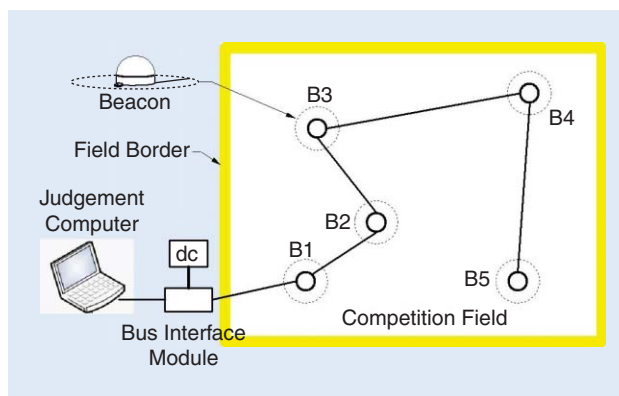 B3
Beacon
B4
Field Border
Judgement
Computer
B2
dc
B1
B5
Competition Field
Bus Interface
Module